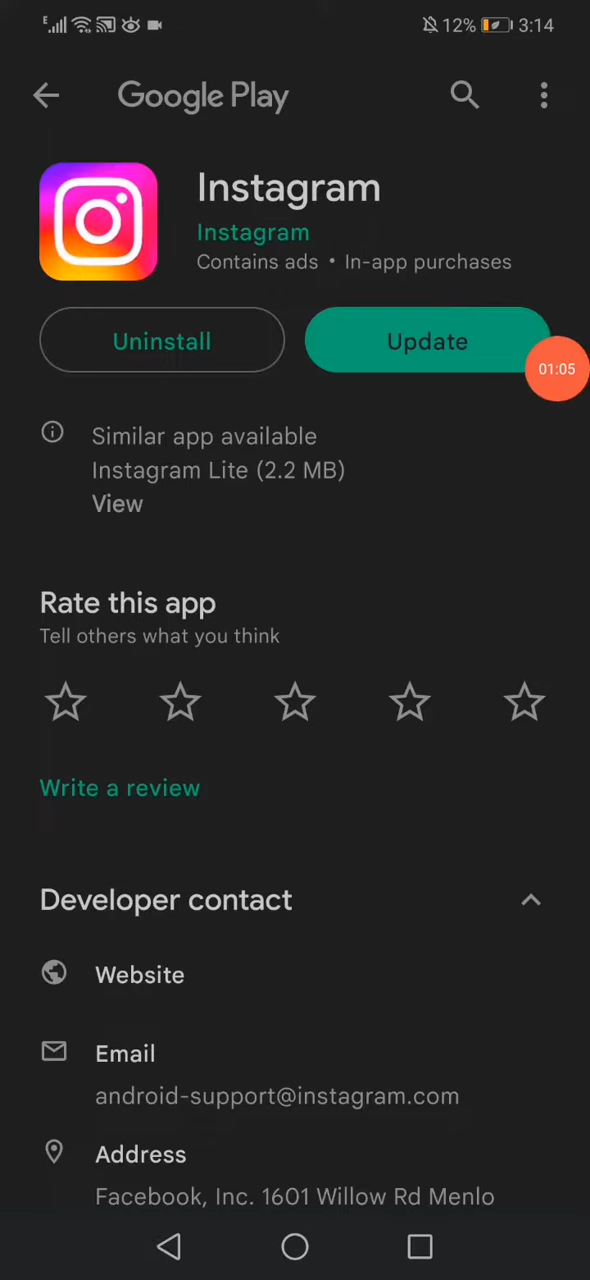 E 12% 3:14
Google Play
Instagram
Instagram
Contains ads • In-app purchases
Uninstall
Update
01:05
Similar app available
Instagram Lite (2.2 MB)
View
Rate this app
Tell others what you think
Write a review
Developer contact
Website
Email
android-support@instagram.com
Address
Facebook, Inc. 1601 Willow Rd Menlo